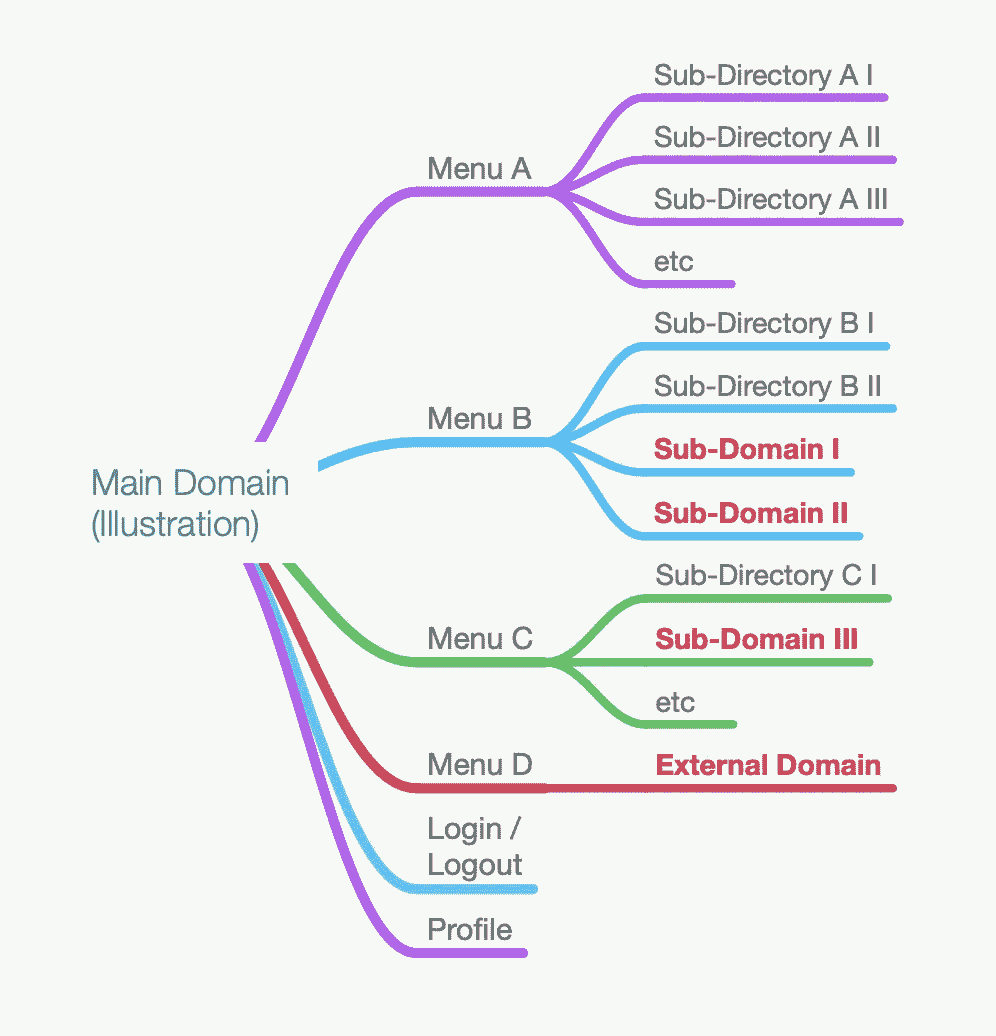 Main Domain
(Illustration)
Menu A
Sub-Directory A I
Sub-Directory A II
Sub-Directory A III
etc
Menu B
Sub-Directory B I
Sub-Directory B II
Sub-Domain I
Sub-Domain II
Menu C
Sub-Directory C I
Sub-Domain III
etc
Menu D
External Domain
Login /
Logout
Profile